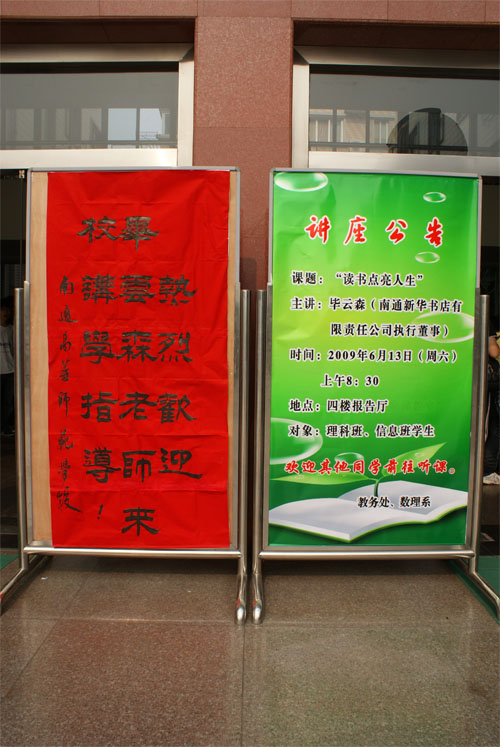 熱烈歡迎
畢雲森老師來
校講學指導！
南通高等師範學校
讲座公告
课题：“读书点亮人生”
主讲：毕云森（南通新华书店有
限责任公司执行董事）
时间：2009年6月13日（周六）
上午8：30
地点：四楼报告厅
对象：理科班、信息班学生
欢迎其他同学前往听课。
教务处、数理系